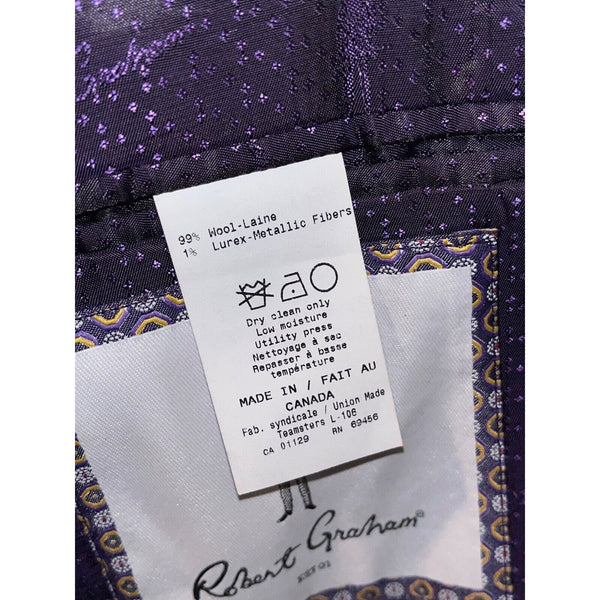 Graham
99% Wool-Laine
1% Lurex-Metallic Fibers
Dry clean only
Low moisture
Utility press
Nettoyage à sec
Repasser à basse
température
MADE IN / FAIT AU
CANADA
Fab. syndicale / Union Made
Teamsters L-106
CA 01129 RN 69456
Robert Graham®